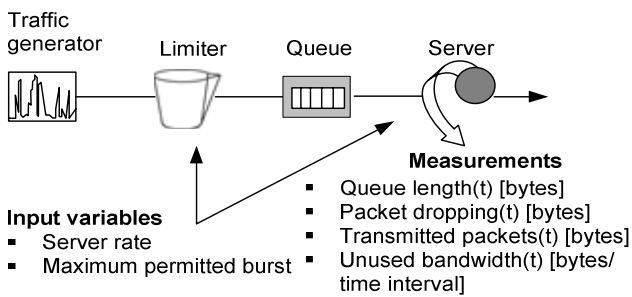 Traffic
generator
Limiter
Queue
Server
Measurements
▪ Queue length(t) [bytes]
▪ Packet dropping(t) [bytes]
▪ Transmitted packets(t) [bytes]
▪ Unused bandwidth(t) [bytes/
time interval]
Input variables
▪ Server rate
▪ Maximum permitted burst